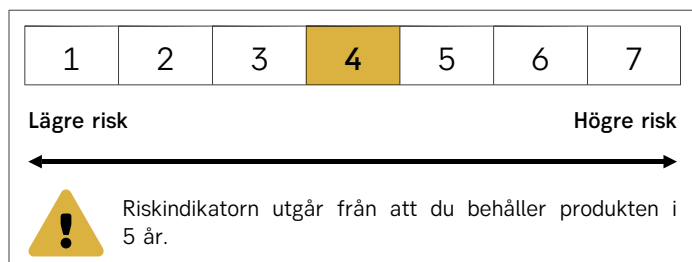 1 2 3 4 5 6 7
Lägre risk Högre risk
Riskindikatorn utgår från att du behåller produkten i
5 år.